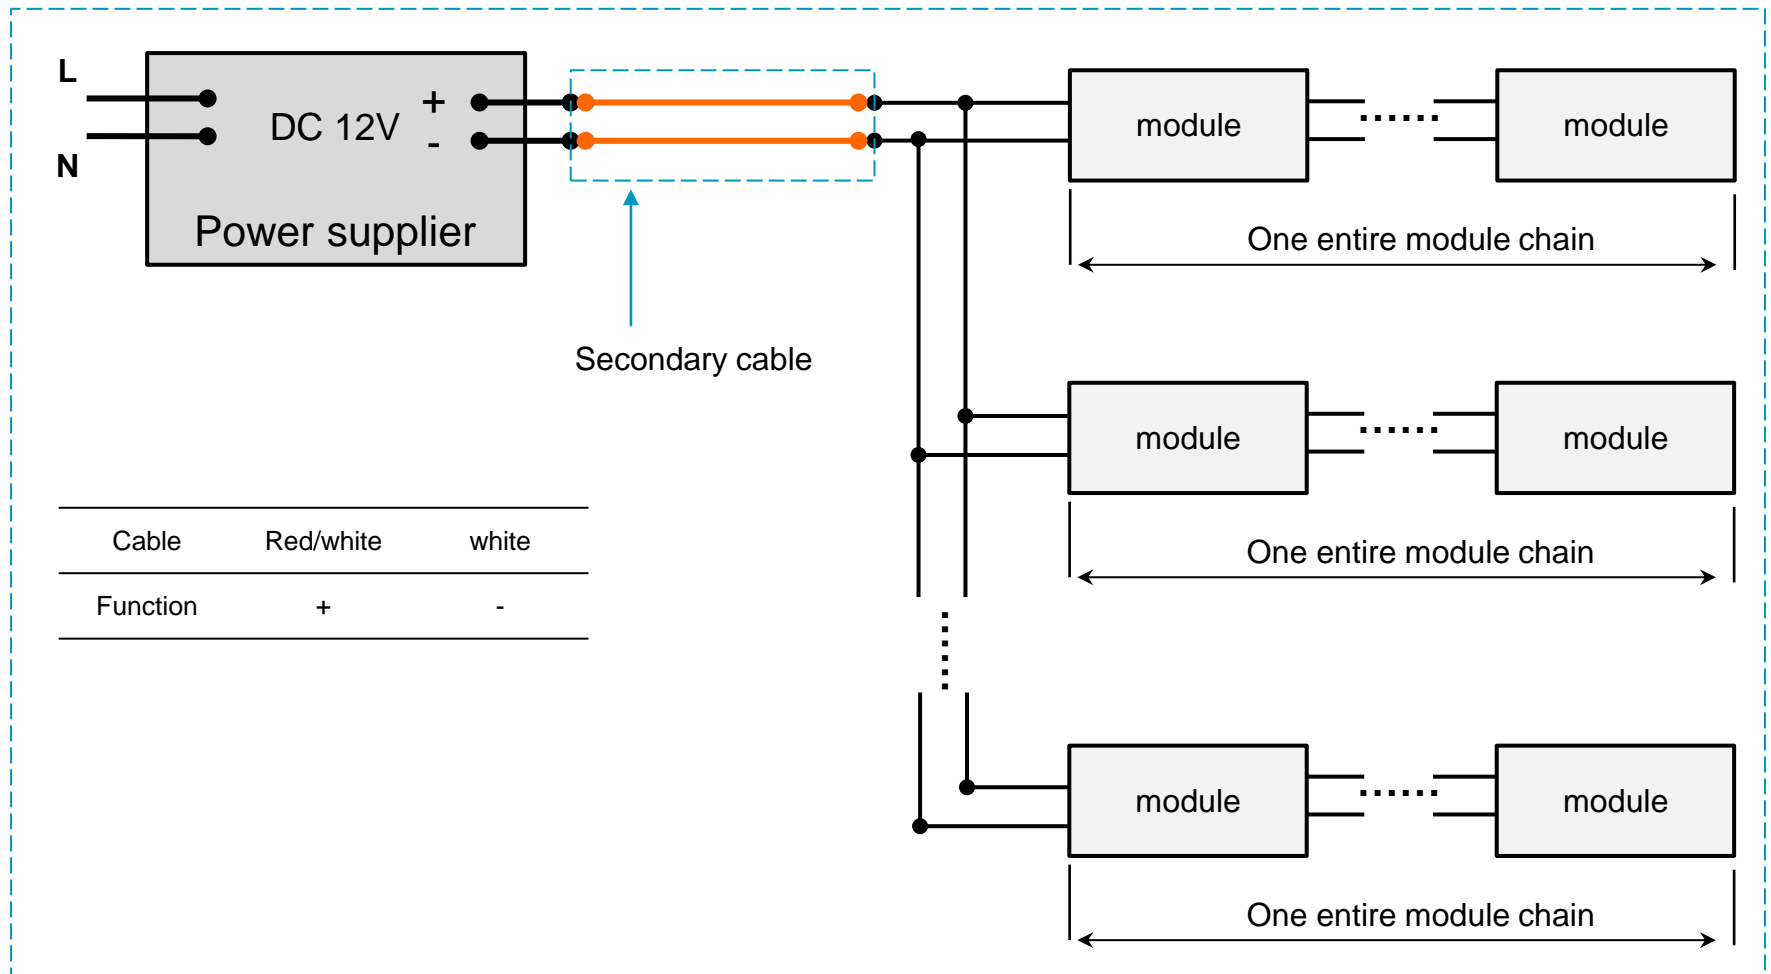 L
N
DC 12V
+
-
Power supplier
module
......
module
One entire module chain
Secondary cable
module
......
module
One entire module chain
Cable Red/white white
Function + -
module
......
module
One entire module chain